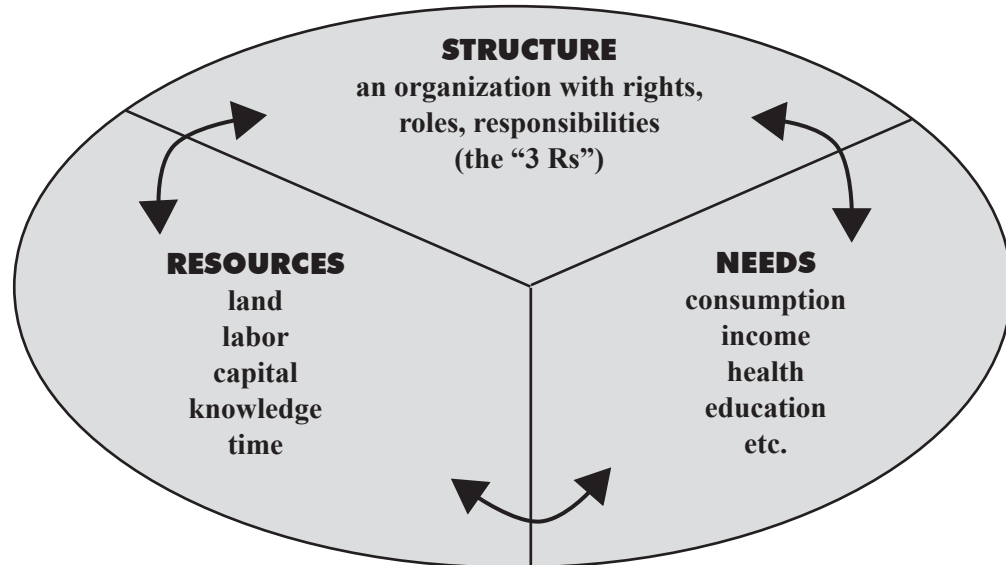 STRUCTURE
an organization with rights,
roles, responsibilities
(the “3 Rs”)
RESOURCES
land
labor
capital
knowledge
time
NEEDS
consumption
income
health
education
etc.